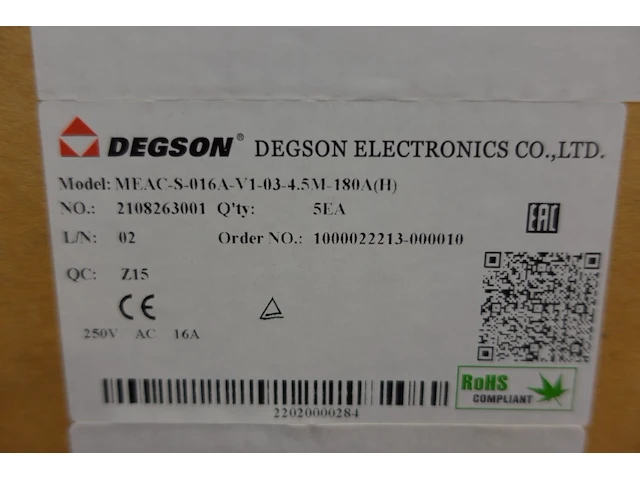 DEGSON® DEGSON ELECTRONICS CO.,LTD.
Model: MEAC-S-016A-V1-03-4.5M-180A(H)
NO.: 2108263001 Q'ty: 5EA
L/N: 02 Order NO.: 1000022213-000010
EAC
QC: Z15
CE
250V AC 16A
RoHS
COMPLIANT
22020000284